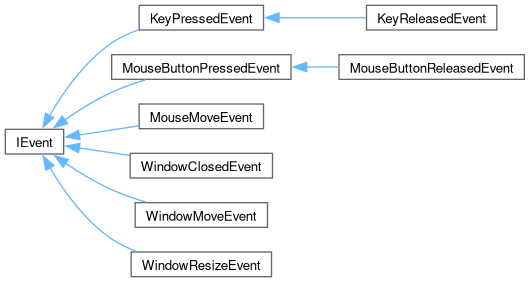 KeyPressedEvent
KeyReleasedEvent
MouseButtonPressedEvent
MouseButtonReleasedEvent
MouseMoveEvent
IEvent
WindowClosedEvent
WindowMoveEvent
WindowResizeEvent